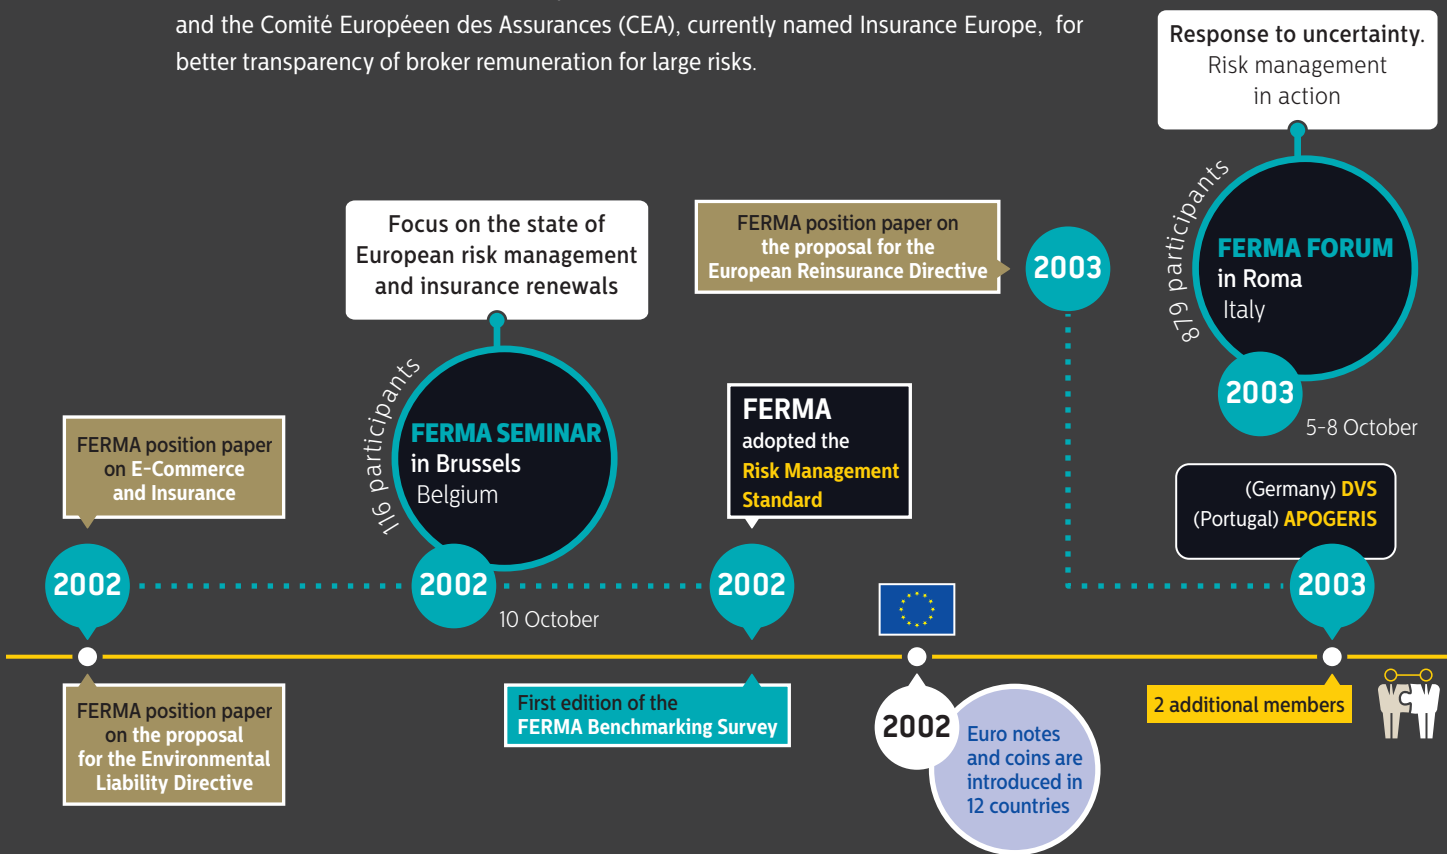 and the Comité Européeen des Assurances (CEA), currently named Insurance Europe, for
better transparency of broker remuneration for large risks.
Response to uncertainty.
Risk management
in action
879 participants
FERMA FORUM
in Roma
Italy
2003
5-8 October
Focus on the state of
European risk management
and insurance renewals
116 participants
FERMA SEMINAR
in Brussels
Belgium
2002
10 October
FERMA position paper on
the proposal for the
European Reinsurance Directive
2003
FERMA position paper
on E-Commerce
and Insurance
2002
FERMA
adopted the
Risk Management
Standard
2002
(Germany) DVS
(Portugal) APOGERIS
2003
FERMA position paper
on the proposal
for the Environmental
Liability Directive
First edition of the
FERMA Benchmarking Survey
2002
Euro notes
and coins are
introduced in
12 countries
2 additional members